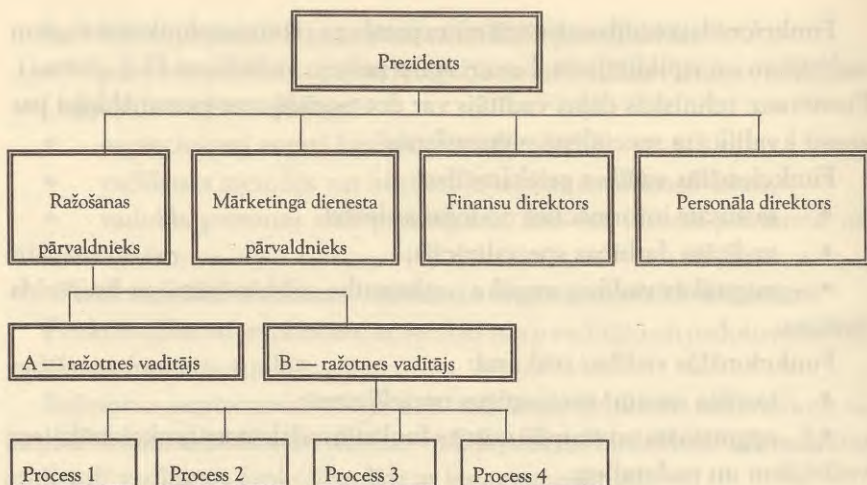 Prezidents
Ražošanas
pārvaldnieks
Mārketinga dienesta
pārvaldnieks
Finansu direktors
Personāla direktors
A – ražotnes vadītājs
B – ražotnes vadītājs
Process 1
Process 2
Process 3
Process 4